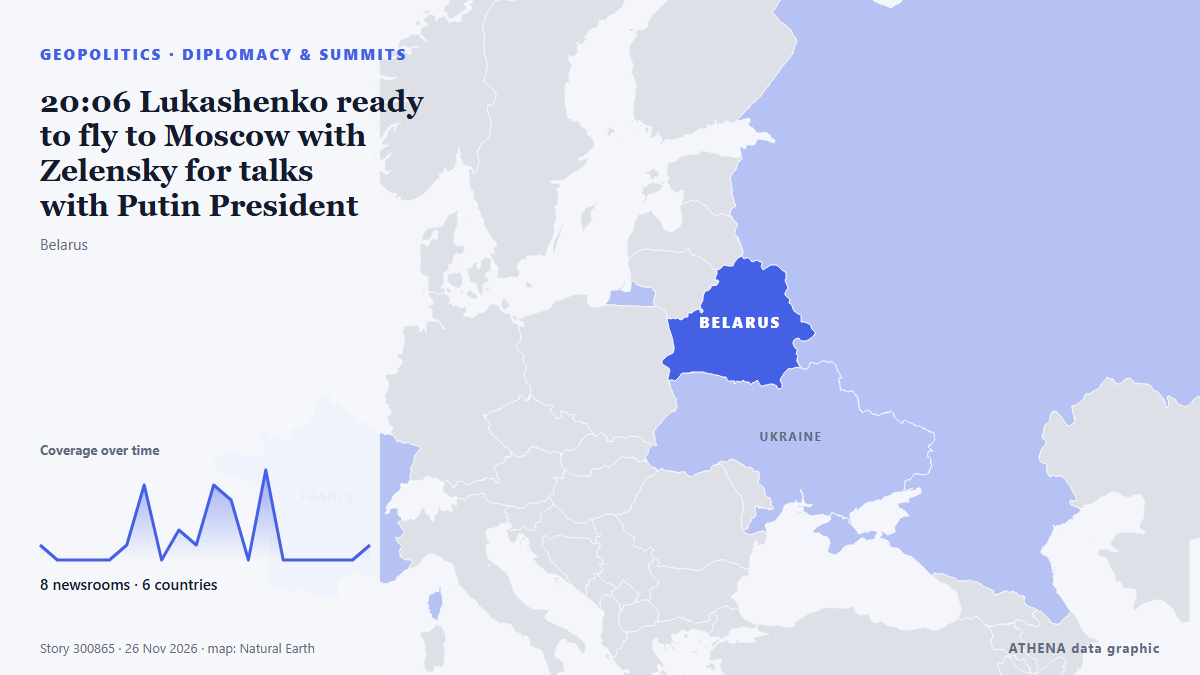 GEOPOLITICS · DIPLOMACY & SUMMITS
20:06 Lukashenko ready
to fly to Moscow with
Zelensky for talks
with Putin President
Belarus
BELARUS
UKRAINE
Coverage over time
FRANCE
8 newsrooms · 6 countries
Story 300865 · 26 Nov 2026 · map: Natural Earth
ATHENA data graphic